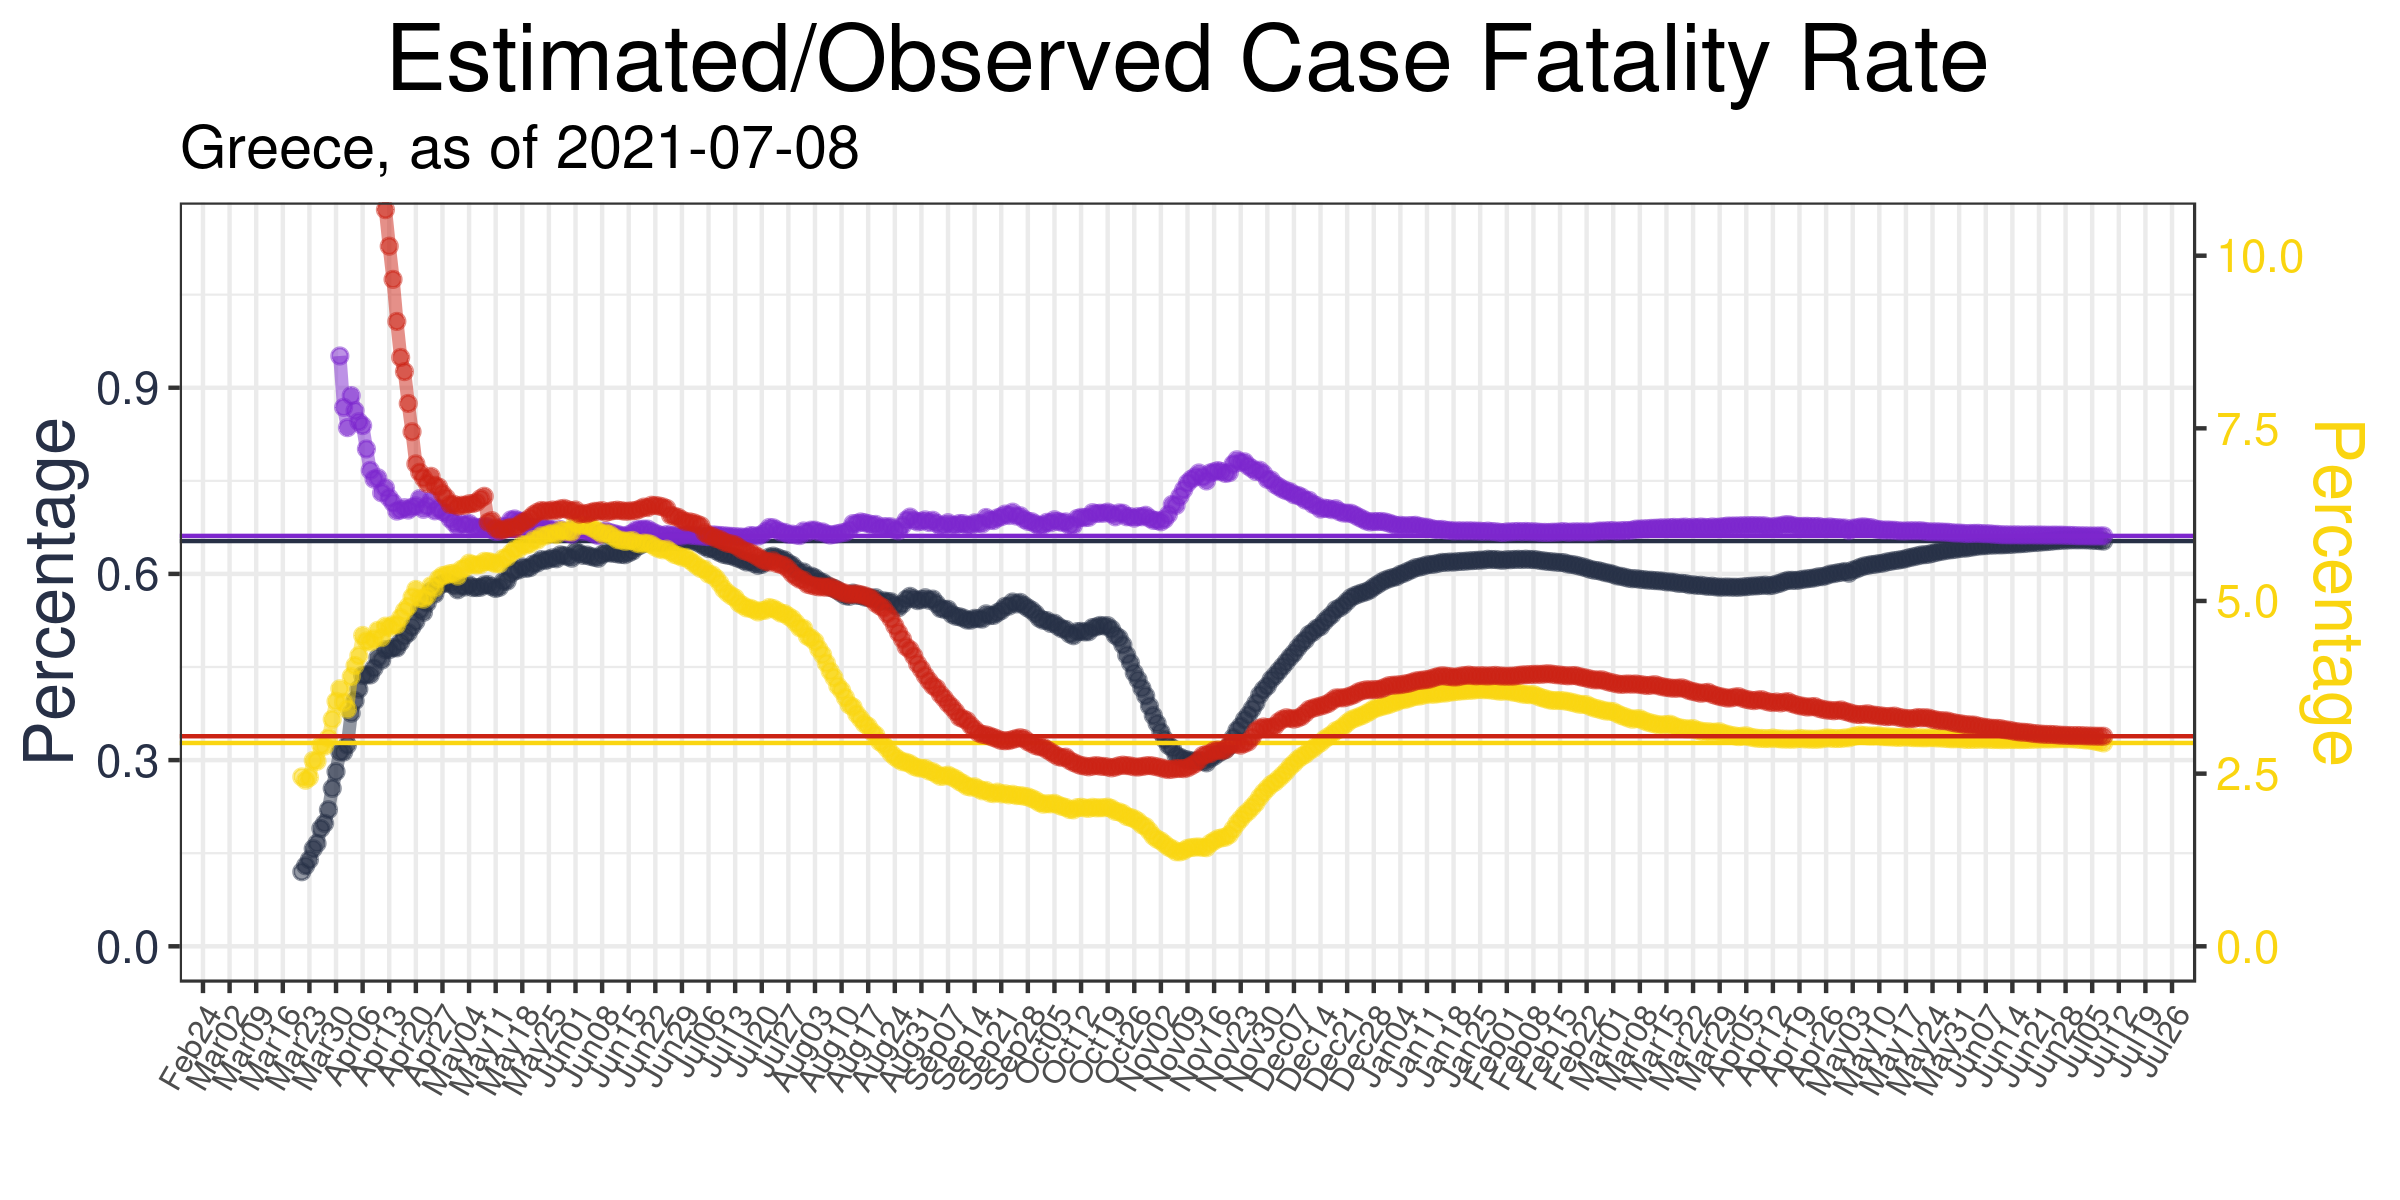 Estimated/Observed Case Fatality Rate
Greece, as of 2021-07-08
Percentage
0.9
0.6
0.3
0.0
10.0
7.5
5.0
2.5
0.0
Percentage
Feb24
Mar02
Mar09
Mar16
Mar23
Mar30
Apr06
Apr13
Apr20
Apr27
May04
May11
May18
May25
Jun01
Jun08
Jun15
Jun22
Jun29
Jul06
Jul13
Jul20
Jul27
Aug03
Aug10
Aug17
Aug24
Aug31
Sep07
Sep14
Sep21
Sep28
Oct05
Oct12
Oct19
Oct26
Nov02
Nov09
Nov16
Nov23
Nov30
Dec07
Dec14
Dec21
Dec28
Jan04
Jan11
Jan18
Jan25
Feb01
Feb08
Feb15
Feb22
Mar01
Mar08
Mar15
Mar22
Mar29
Apr05
Apr12
Apr19
Apr26
May03
May10
May17
May24
May31
Jun07
Jun14
Jun21
Jun28
Jul05
Jul12
Jul19
Jul26